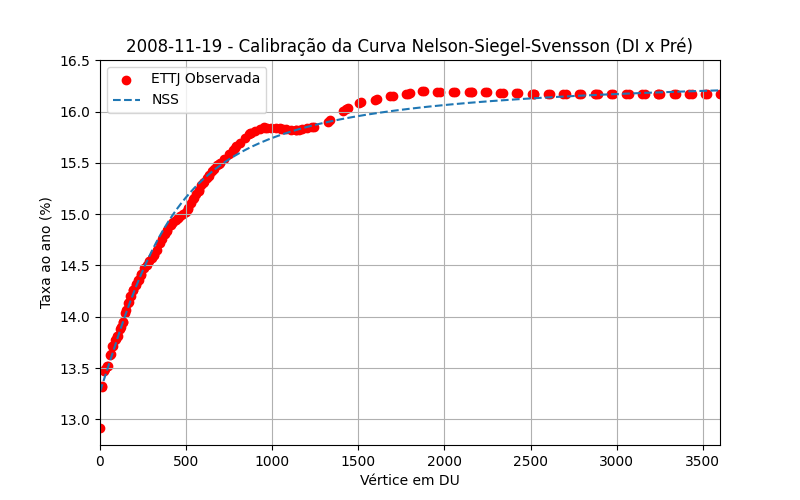 2008-11-19 - Calibração da Curva Nelson-Siegel-Svensson (DI x Pré)
16.5
16.0
15.5
15.0
14.5
14.0
13.5
13.0
Taxa ao ano (%)
ETTJ Observada
NSS
0 500 1000 1500 2000 2500 3000 3500
Vértice em DU